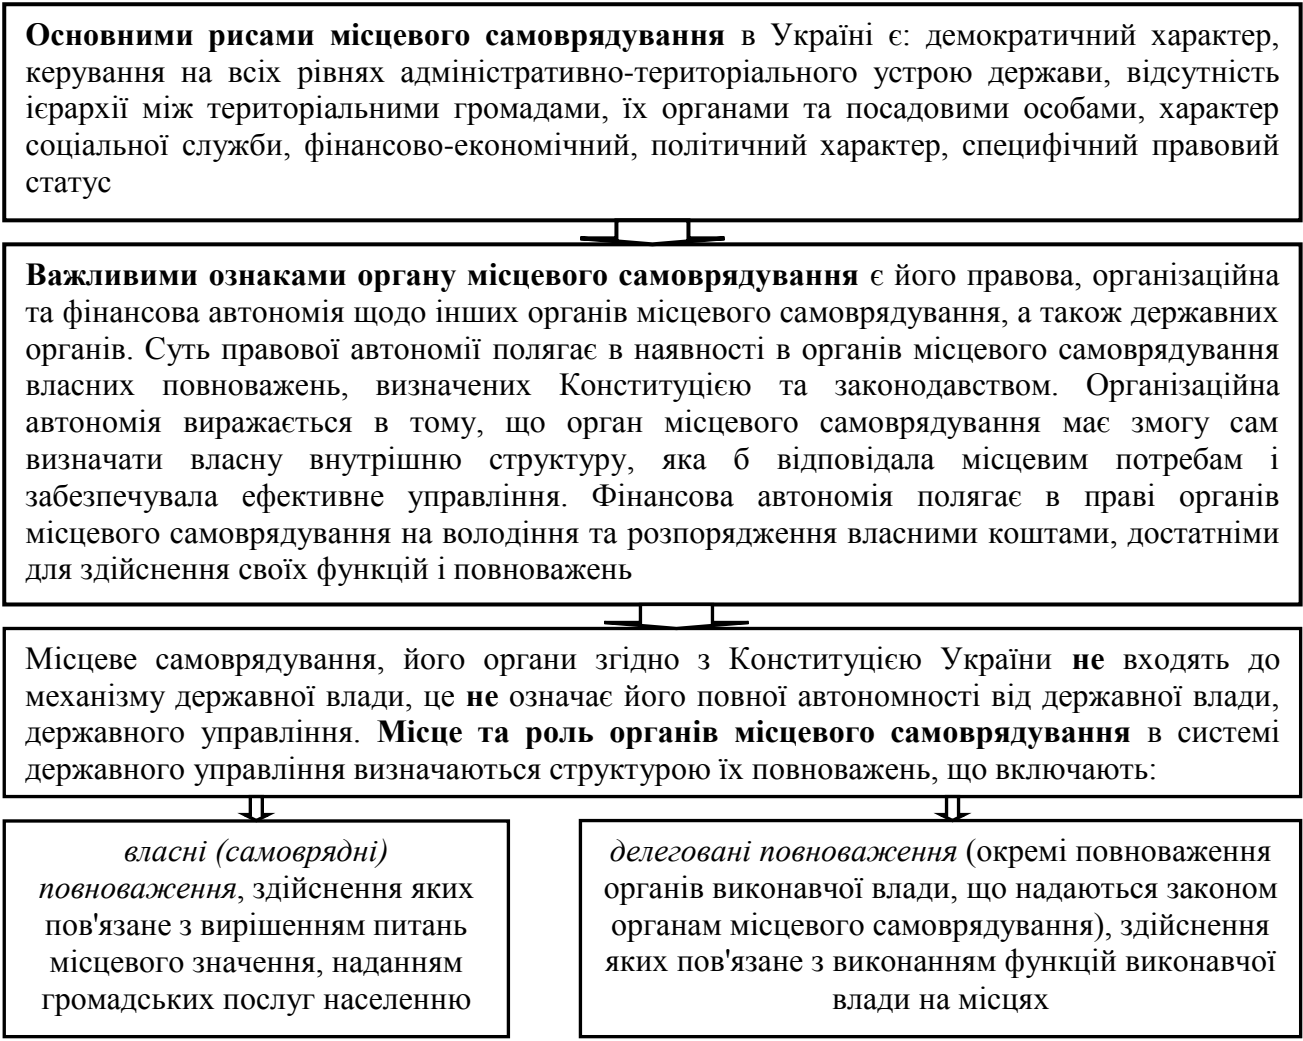 Основними рисами місцевого самоврядування в Україні є: демократичний характер,
керування на всіх рівнях адміністративно-територіального устрою держави, відсутність
ієрархії між територіальними громадами, їх органами та посадовими особами, характер
соціальної служби, фінансово-економічний, політичний характер, специфічний правовий
статус
Важливими ознаками органу місцевого самоврядування є його правова, організаційна
та фінансова автономія щодо інших органів місцевого самоврядування, а також державних
органів. Суть правової автономії полягає в наявності в органів місцевого самоврядування
власних повноважень, визначених Конституцією та законодавством. Організаційна
автономія виражається в тому, що орган місцевого самоврядування має змогу сам
визначати власну внутрішню структуру, яка б відповідала місцевим потребам і
забезпечувала ефективне управління. Фінансова автономія полягає в праві органів
місцевого самоврядування на володіння та розпорядження власними коштами, достатніми
для здійснення своїх функцій і повноважень
Місцеве самоврядування, його органи згідно з Конституцією України не входять до
механізму державної влади, це не означає його повної автономності від державної влади,
державного управління. Місце та роль органів місцевого самоврядування в системі
державного управління визначаються структурою їх повноважень, що включають:
власні (самоврядні)
повноваження, здійснення яких
пов'язане з вирішенням питань
місцевого значення, наданням
громадських послуг населенню
делеговані повноваження (окремі повноваження
органів виконавчої влади, що надаються законом
органам місцевого самоврядування), здійснення
яких пов'язане з виконанням функцій виконавчої
влади на місцях